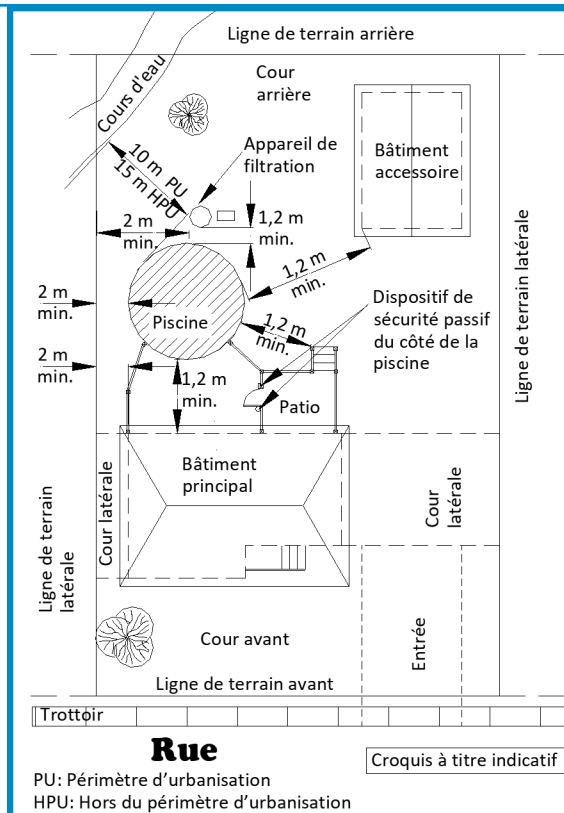 Ligne de terrain arrière
Cour
arrière
Cours d'eau
Appareil de
filtration
Bâtiment
accessoire
10 m PU
15 m HPU
2 m
min.
1,2 m
min.
1,2 m
min.
Ligne de terrain latérale
2 m
min.
Piscine
1,2 m
min.
Dispositif de
sécurité passif
du côté de la
piscine
2 m
min.
1,2 m
min.
Patio
Bâtiment
principal
Cour latérale
Cour
latérale
Ligne de terrain
latérale
Cour avant
Entrée
Ligne de terrain avant
Trottoir
Rue
Croquis à titre indicatif
PU: Périmètre d'urbanisation
HPU: Hors du périmètre d'urbanisation